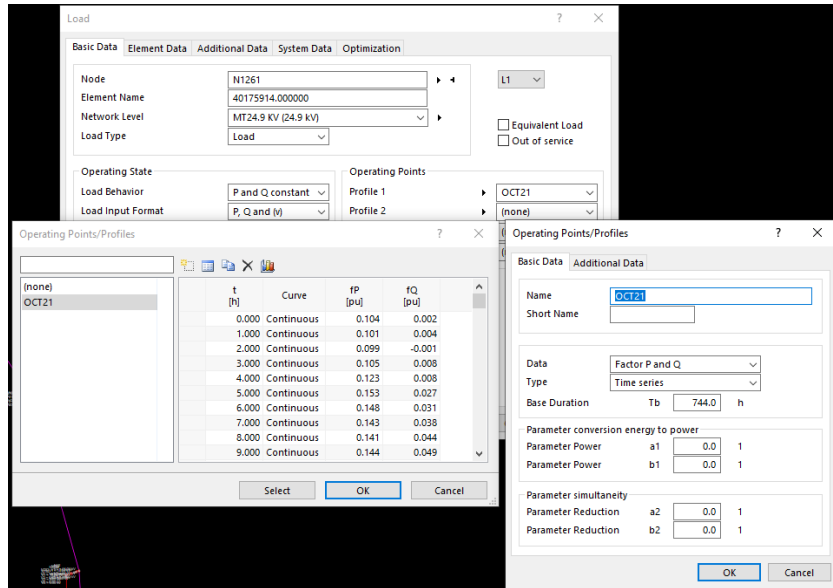 Load ? ×
Basic Data Element Data Additional Data System Data Optimization
Node N1261 L1
Element Name 40175914.000000
Network Level MT24.9 KV (24.9 kV) Equivalent Load
Load Type Load Out of service
Operating State Operating Points
Load Behavior P and Q constant Profile 1 OCT21
Load Input Format P, Q and (v) Profile 2 (none)
Operating Points/Profiles ? ×
(none)
OCT21
t fP fQ
[h] Curve [pu] [pu]
0.000 Continuous 0.104 0.002
1.000 Continuous 0.101 0.004
2.000 Continuous 0.099 -0.001
3.000 Continuous 0.105 0.008
4.000 Continuous 0.123 0.008
5.000 Continuous 0.153 0.027
6.000 Continuous 0.148 0.031
7.000 Continuous 0.143 0.038
8.000 Continuous 0.141 0.044
9.000 Continuous 0.144 0.049
Select OK Cancel
Operating Points/Profiles ? ×
Basic Data Additional Data
Name OCT21
Short Name
Data Factor P and Q
Type Time series
Base Duration Tb 744.0 h
Parameter conversion energy to power
Parameter Power a1 0.0 1
Parameter Power b1 0.0 1
Parameter simultaneity
Parameter Reduction a2 0.0 1
Parameter Reduction b2 0.0 1
OK Cancel